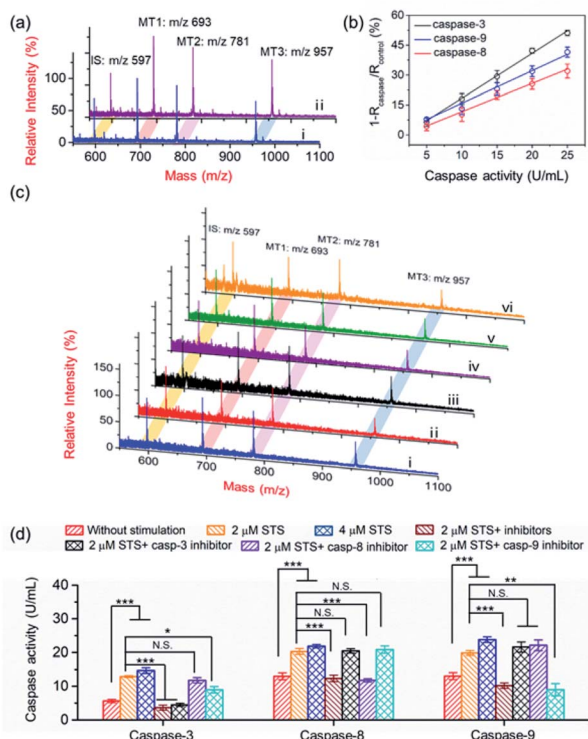 (a)
MT1: m/z 693
MT2: m/z 781
IS: m/z 597
MT3: m/z 957
Relative Intensity (%)
100
50
0
ii
i
600 700 800 900 1000 1100
Mass (m/z)
(b)
1-Rcaspase/Rcontrol (%)
60
45
30
15
0
caspase-3
caspase-9
caspase-8
5 10 15 20 25
Caspase activity (U/mL)
(c)
IS: m/z 597
MT1: m/z 693
MT2: m/z 781
MT3: m/z 957
vi
v
iv
iii
ii
i
Relative Intensity (%)
150
100
50
0
600 700 800 900 1000 1100
Mass (m/z)
(d)
Without stimulation 2 μM STS 4 μM STS 2 μM STS+ inhibitors
2 μM STS+ casp-3 inhibitor 2 μM STS+ casp-8 inhibitor 2 μM STS+ casp-9 inhibitor
Caspase activity (U/mL)
40
30
20
10
0
***
*
N.S.
***
***
N.S.
***
N.S.
***
***
**
N.S.
***
Caspase-3 Caspase-8 Caspase-9